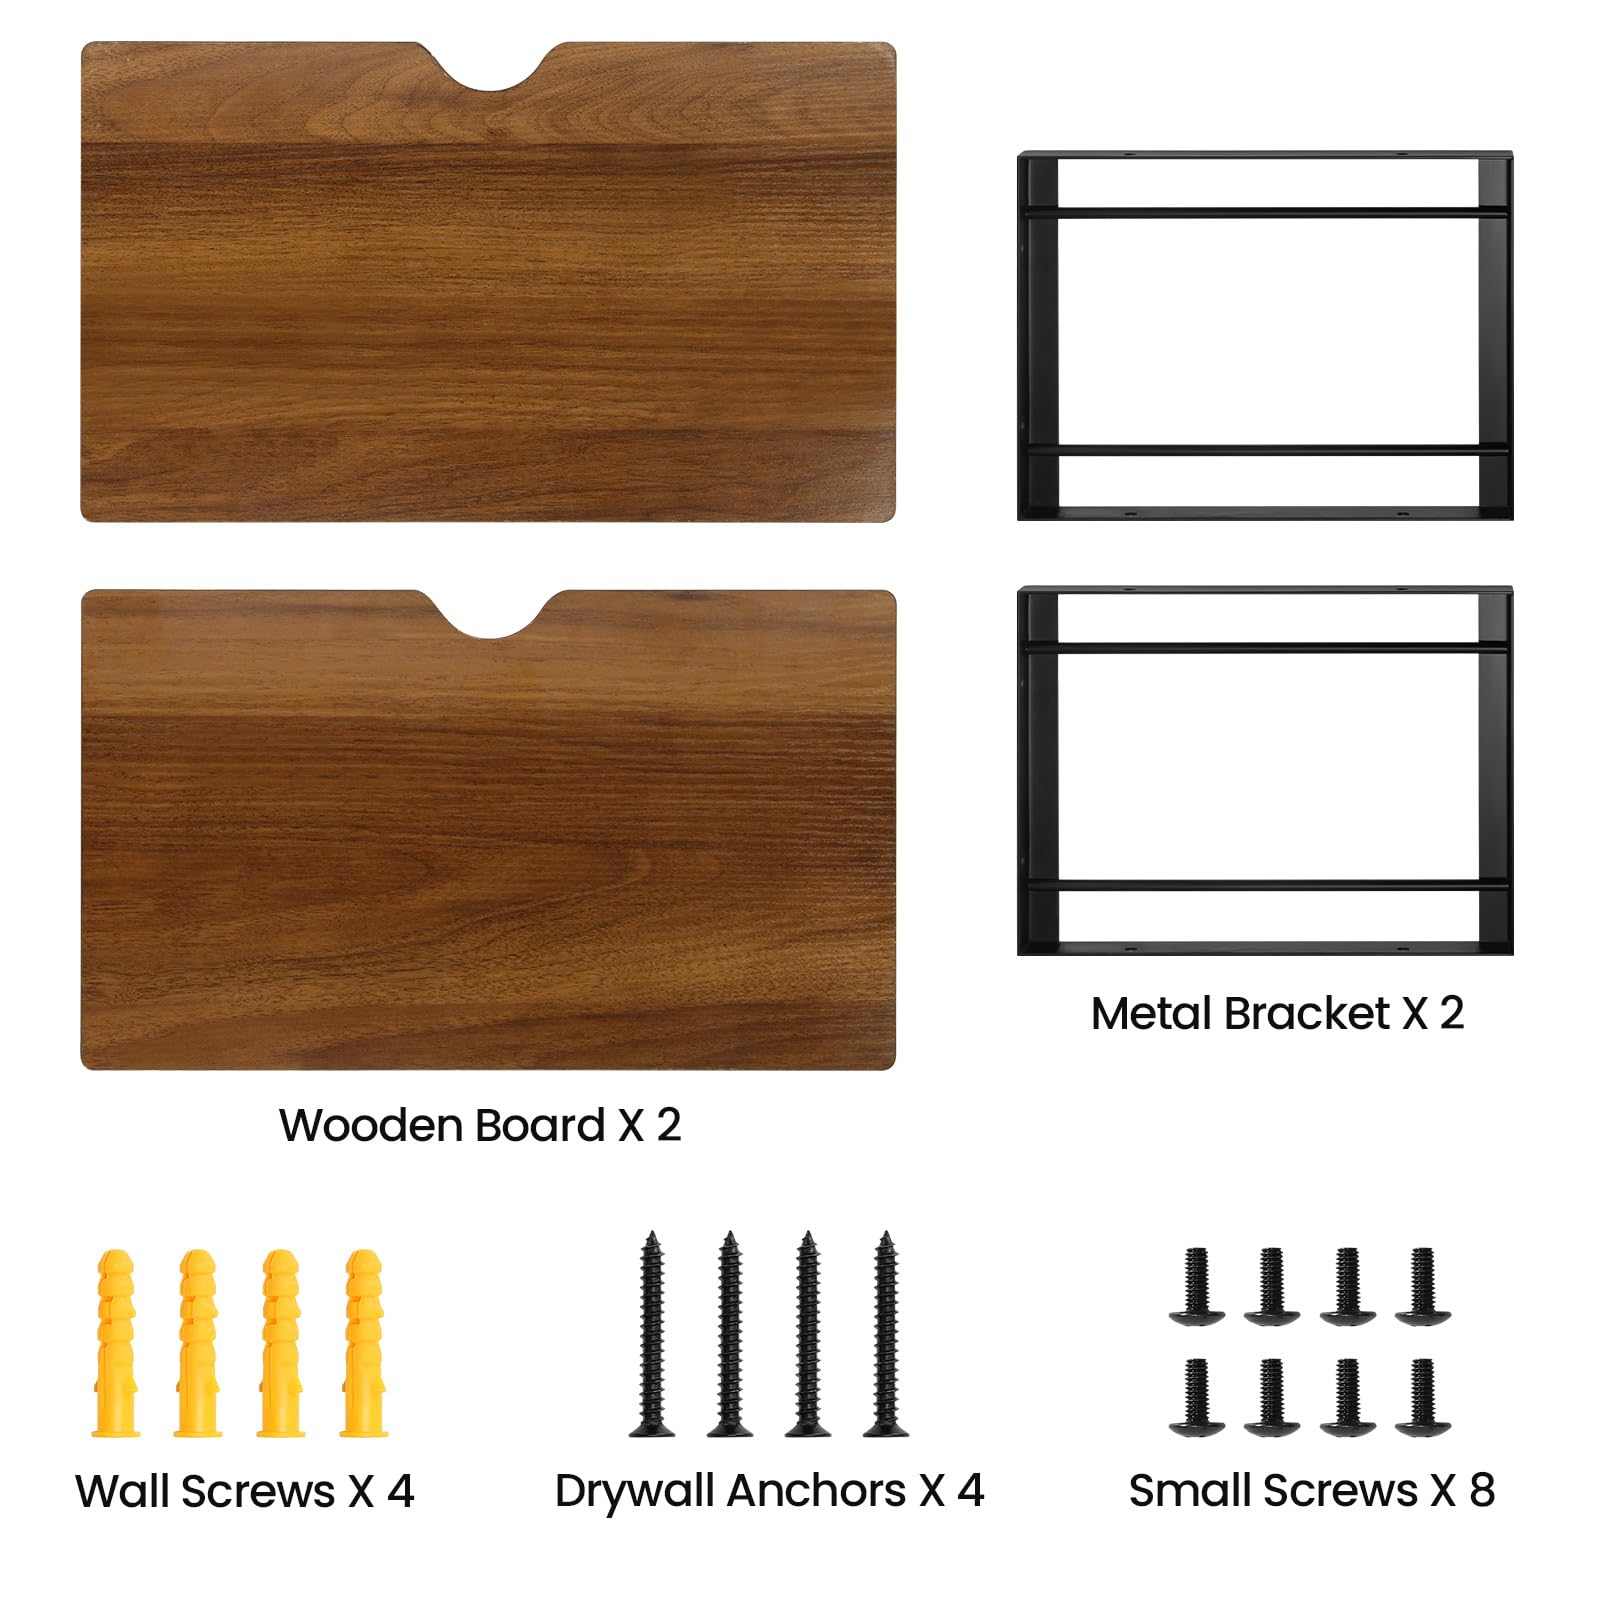 Metal Bracket X 2
Wooden Board X 2
Wall Screws X 4
Drywall Anchors X 4
Small Screws X 8